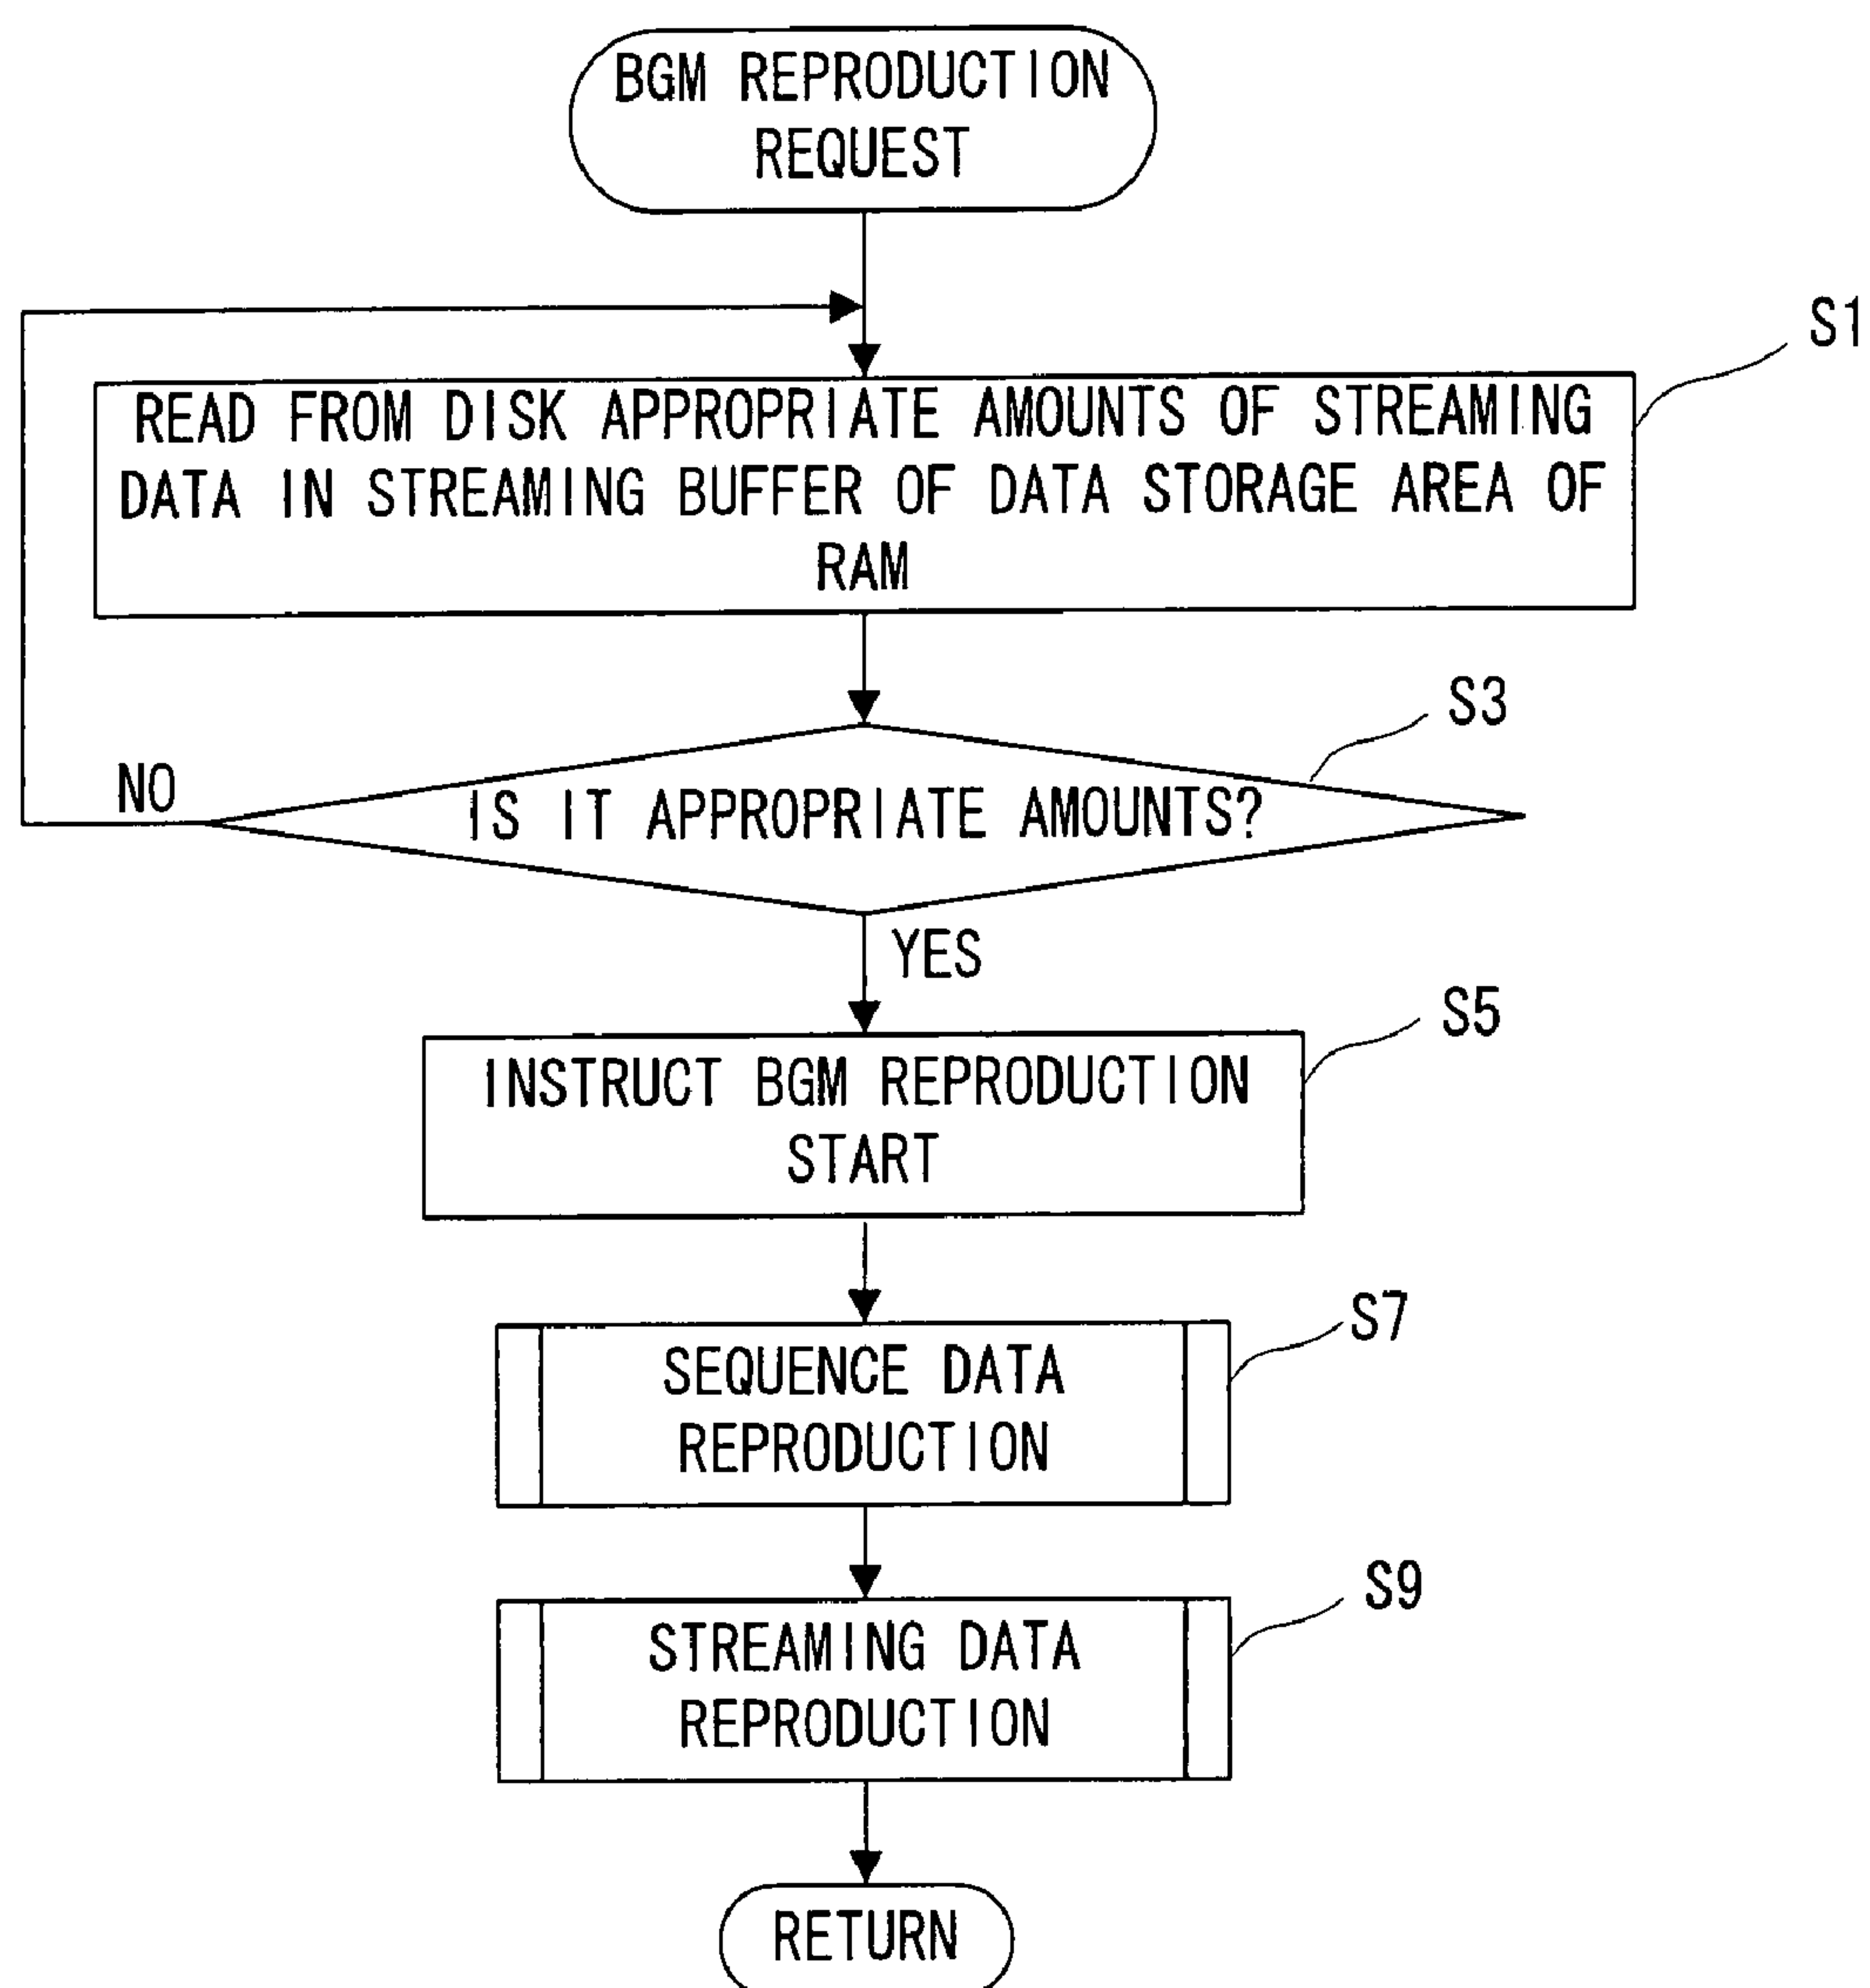 BGM REPRODUCTION
REQUEST
S1
READ FROM DISK APPROPRIATE AMOUNTS OF STREAMING
DATA IN STREAMING BUFFER OF DATA STORAGE AREA OF
RAM
S3
NO
IS IT APPROPRIATE AMOUNTS?
YES
S5
INSTRUCT BGM REPRODUCTION
START
S7
SEQUENCE DATA
REPRODUCTION
S9
STREAMING DATA
REPRODUCTION
RETURN